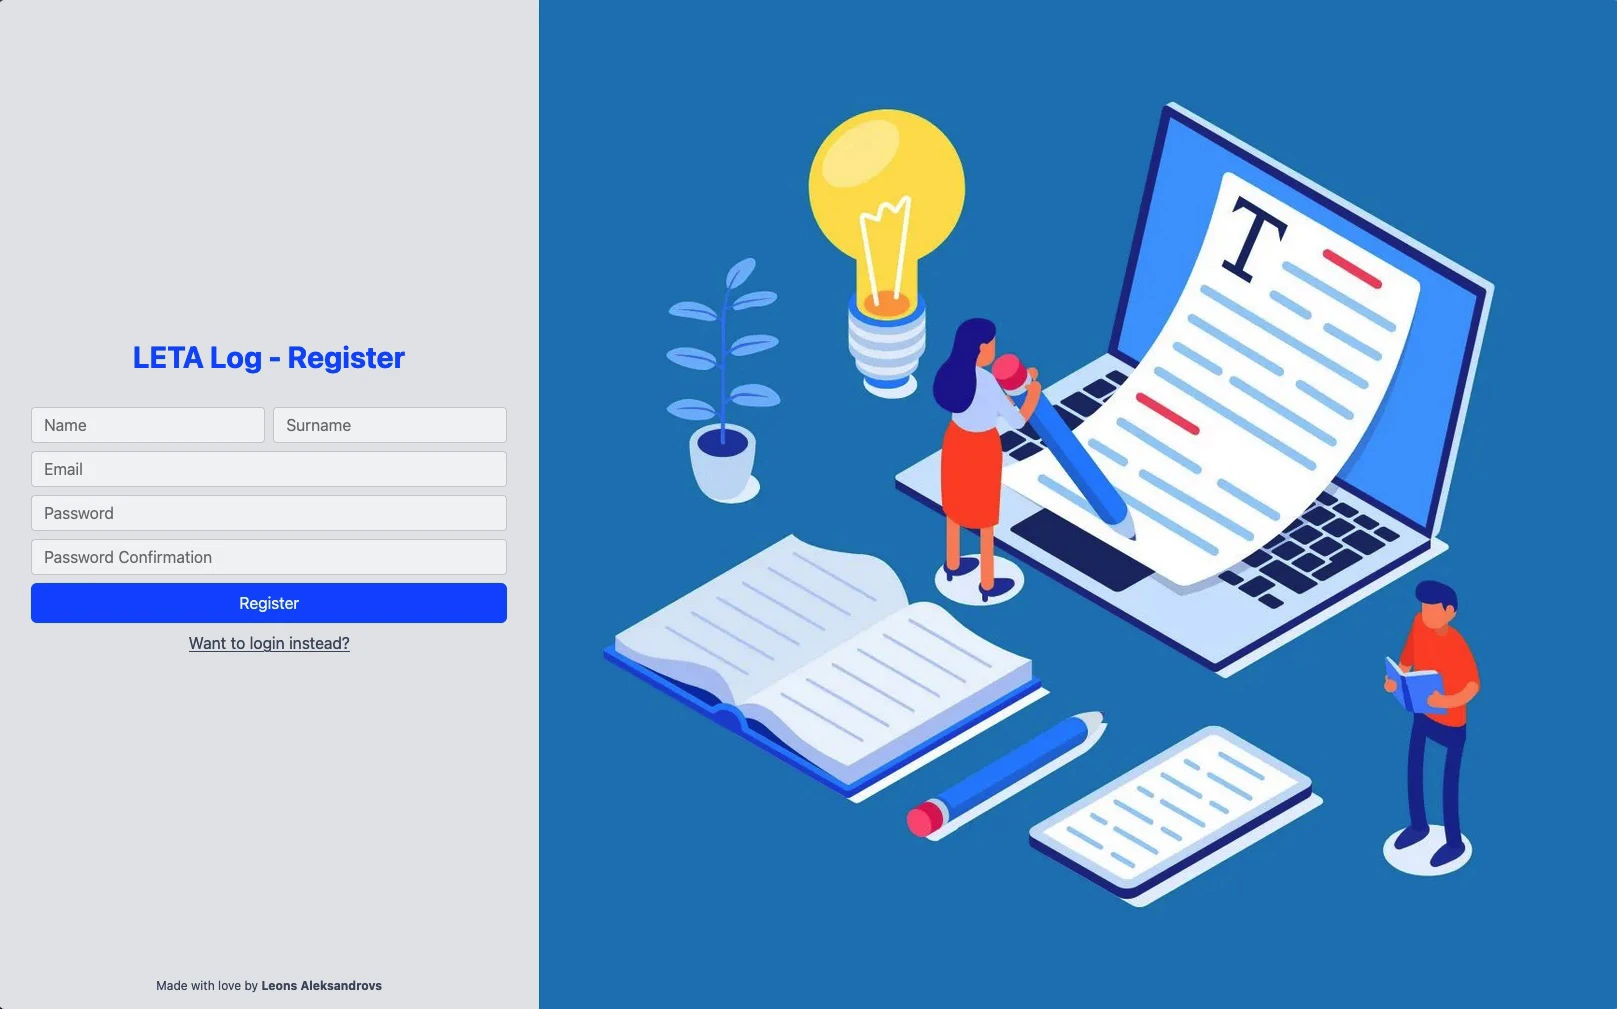 LETA Log - Register
Name Surname
Email
Password
Password Confirmation
Register
Want to login instead?
Made with love by Leons Aleksandrovs
T